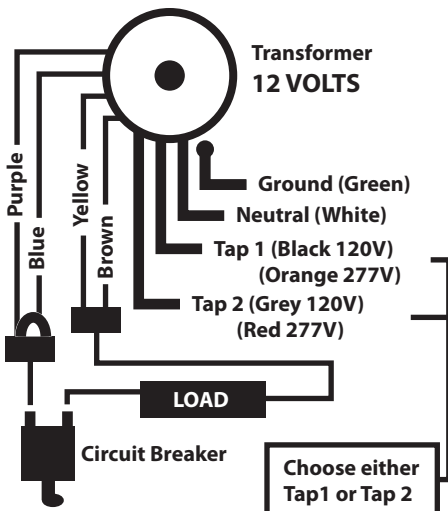 Transformer
12 VOLTS
Purple
Blue
Yellow
Brown
Ground (Green)
Neutral (White)
Tap 1 (Black 120V)
(Orange 277V)
Tap 2 (Grey 120V)
(Red 277V)
LOAD
Circuit Breaker
Choose either
Tap1 or Tap 2